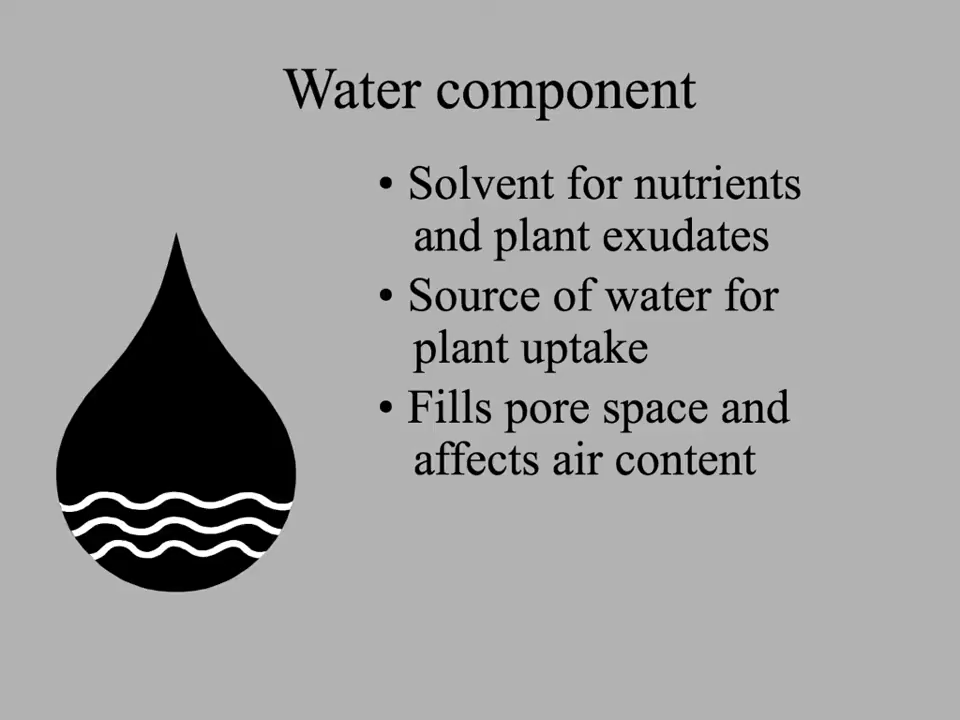 Water component
• Solvent for nutrients
and plant exudates
• Source of water for
plant uptake
• Fills pore space and
affects air content